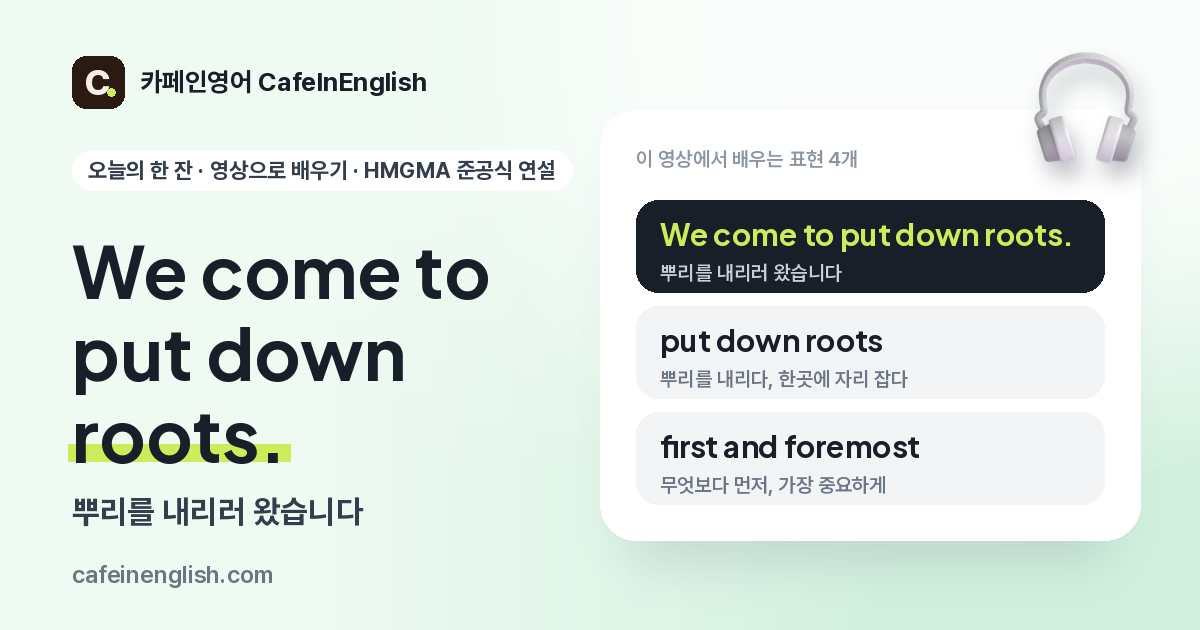 C
카페인영어 CafeInEnglish
오늘의 한 잔 · 영상으로 배우기 · HMGMA 준공식 연설
We come to
put down
roots.
뿌리를 내리러 왔습니다
cafeinenglish.com
이 영상에서 배우는 표현 4개
We come to put down roots.
뿌리를 내리러 왔습니다
put down roots
뿌리를 내리다, 한곳에 자리 잡다
first and foremost
무엇보다 먼저, 가장 중요하게